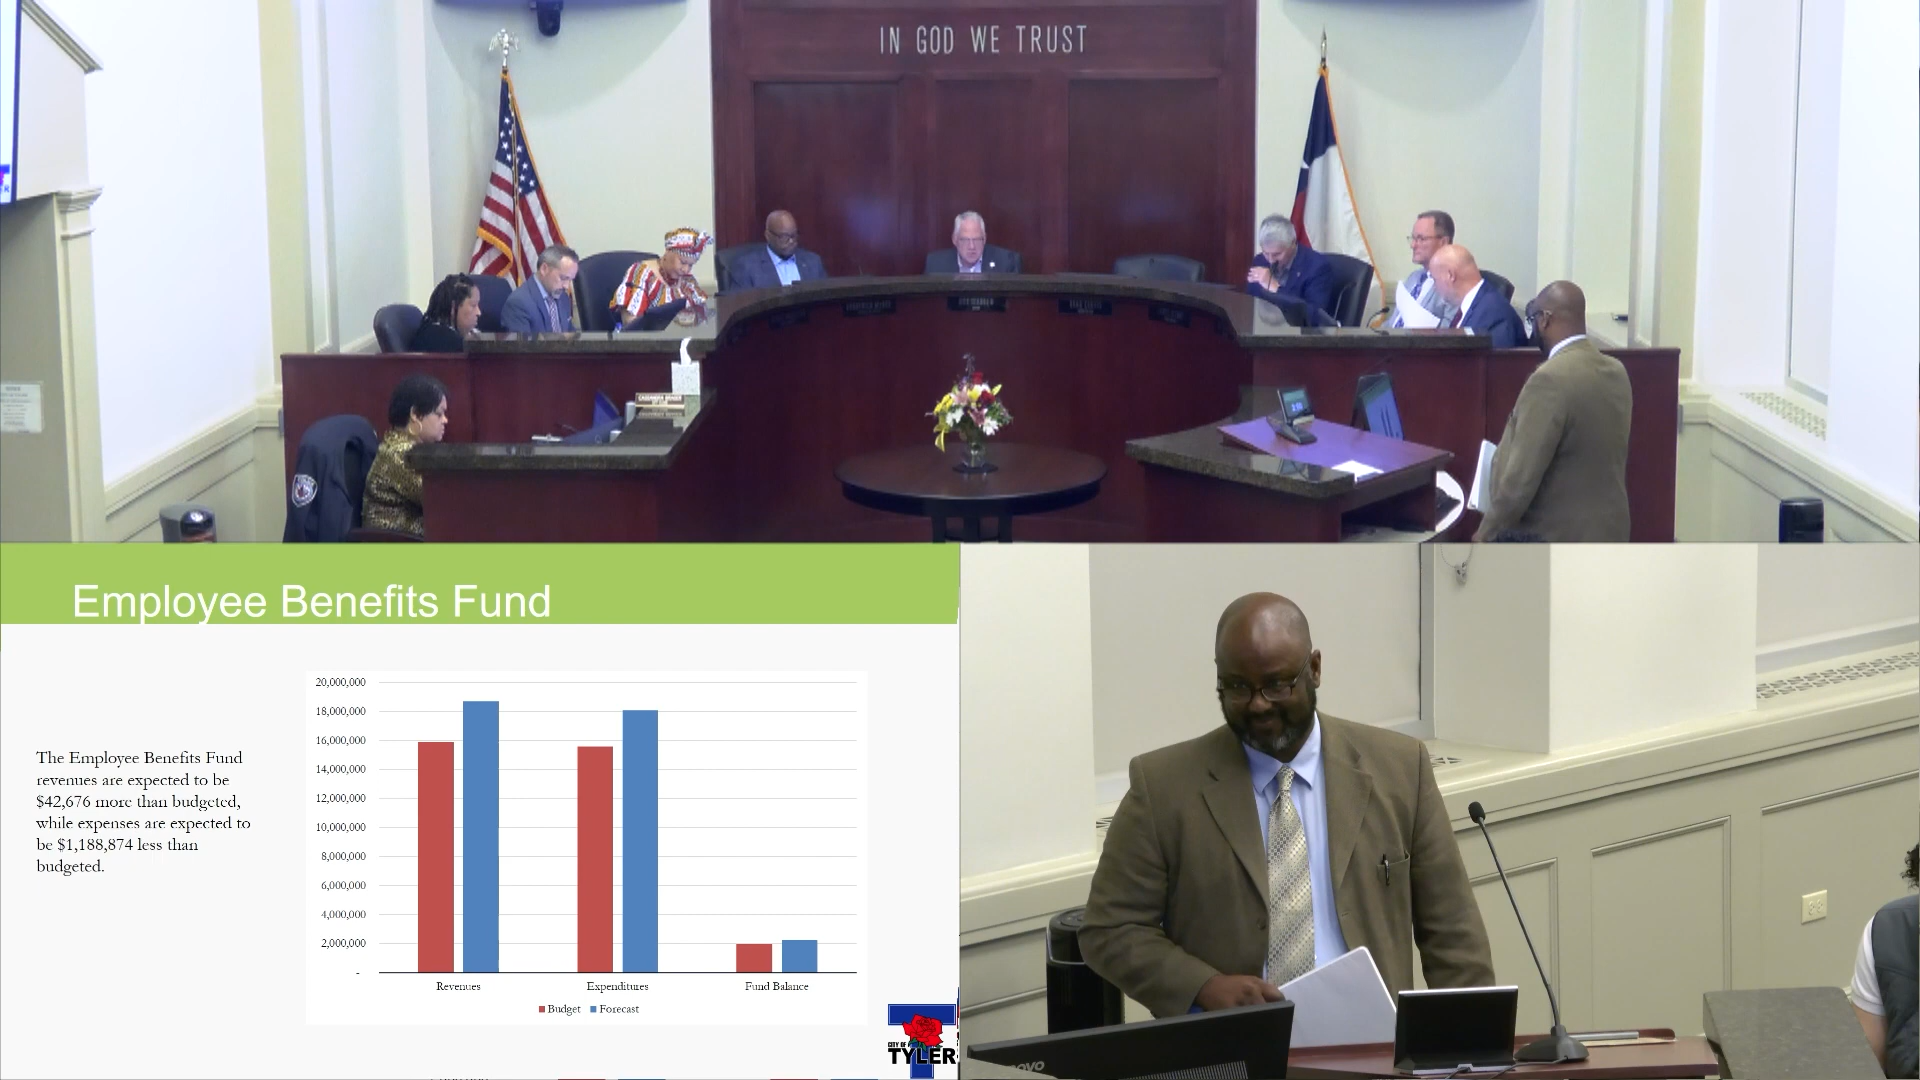 IN GOD WE TRUST
Employee Benefits Fund
The Employee Benefits Fund
revenues are expected to be
$42,676 more than budgeted,
while expenses are expected to
be $1,188,874 less than
budgeted.
20,000,000
18,000,000
16,000,000
14,000,000
12,000,000
10,000,000
8,000,000
6,000,000
4,000,000
2,000,000
-
Revenues
Expenditures
Fund Balance
Budget
Forecast
CITY OF
TYLER